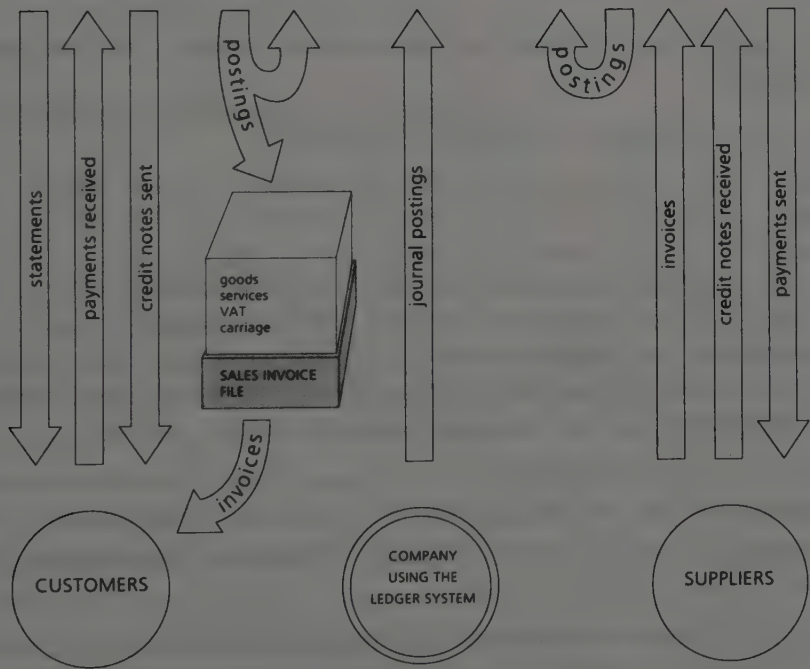 statements
payments received
credit notes sent
postings
goods
services
VAT
carriage
SALES INVOICE
FILE
invoices
journal postings
postings
invoices
credit notes received
payments sent
CUSTOMERS
COMPANY
USING THE
LEDGER SYSTEM
SUPPLIERS